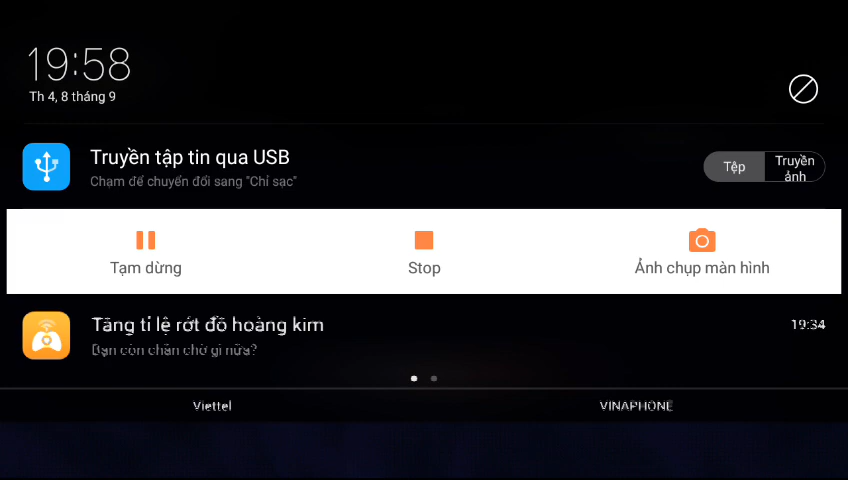 19:58
Th 4, 8 tháng 9
Truyền tập tin qua USB
Chạm để chuyển đổi sang "Chỉ sạc"
Tệp
Truyền
ảnh
Tạm dừng
Stop
Ảnh chụp màn hình
Tăng tỉ lệ rớt đồ hoàng kim
19:34
Bạn còn chần chờ gì nữa?
Viettel
VINAPHONE